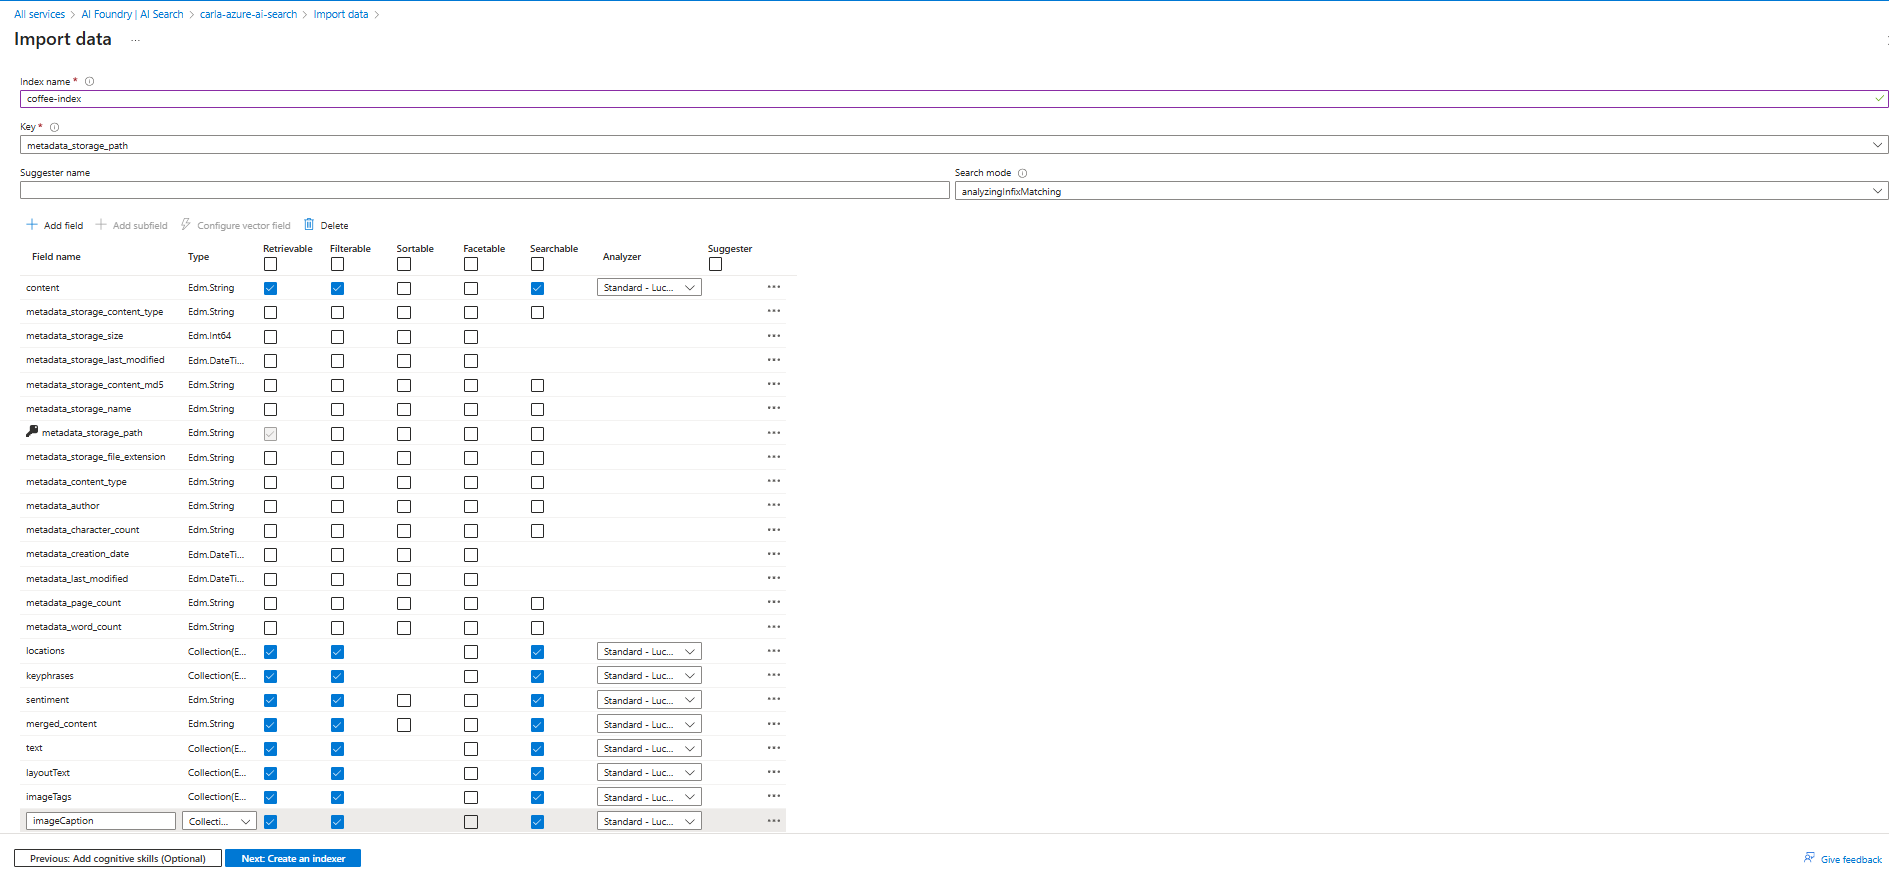 All services > AI Foundry | AI Search > carla-azure-ai-search > Import data >
Import data ...
Index name *
coffee-index
Key *
metadata_storage_path
Suggester name
Search mode
analyzingInfixMatching
Add field
Add subfield
Configure vector field
Delete
Field name Type Retrievable Filterable Sortable Facetable Searchable Analyzer Suggester
content Edm.String Standard - Luc... ...
metadata_storage_content_type Edm.String ...
metadata_storage_size Edm.Int64 ...
metadata_storage_last_modified Edm.DateTi... ...
metadata_storage_content_md5 Edm.String ...
metadata_storage_name Edm.String ...
metadata_storage_path Edm.String ...
metadata_storage_file_extension Edm.String ...
metadata_content_type Edm.String ...
metadata_author Edm.String ...
metadata_character_count Edm.String ...
metadata_creation_date Edm.DateTi... ...
metadata_last_modified Edm.DateTi... ...
metadata_page_count Edm.String ...
metadata_word_count Edm.String ...
locations Collection(E... Standard - Luc... ...
keyphrases Collection(E... Standard - Luc... ...
sentiment Edm.String Standard - Luc... ...
merged_content Edm.String Standard - Luc... ...
text Collection(E... Standard - Luc... ...
layoutText Collection(E... Standard - Luc... ...
imageTags Collection(E... Standard - Luc... ...
imageCaption Collecti... Standard - Luc... ...
Previous: Add cognitive skills (Optional)
Next: Create an indexer
Give feedback